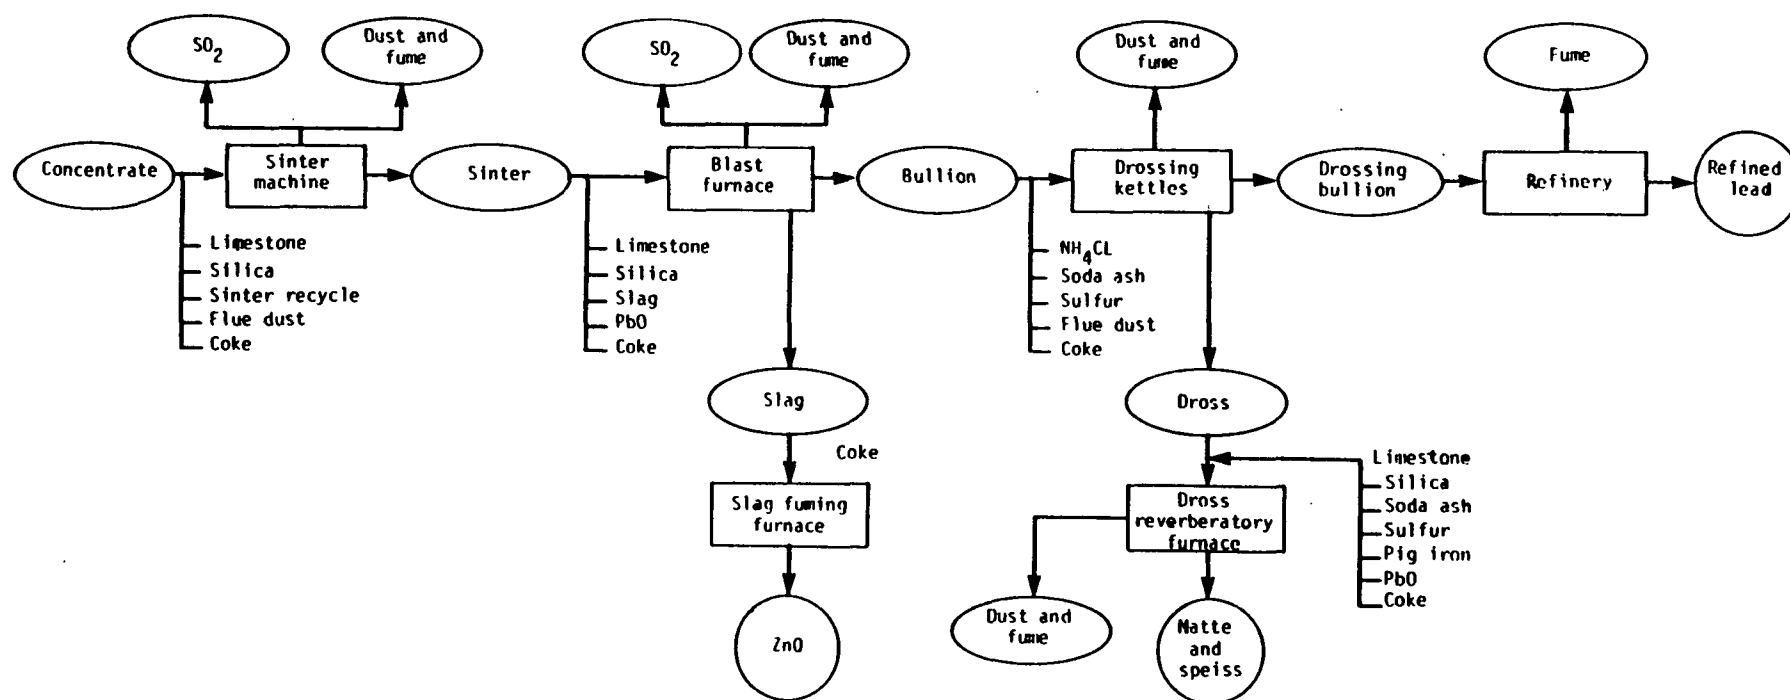 SO2
Dust and
fume
SO2
Dust and
fume
Dust and
fume
Fume
Concentrate
Sinter
machine
Sinter
Blast
furnace
Bullion
Drossing
kettles
Drossing
bullion
Refinery
Refined
lead
Limestone
Silica
Sinter recycle
Flue dust
Coke
Limestone
Silica
Slag
PbO
Coke
NH4CL
Soda ash
Sulfur
Flue dust
Coke
Slag
Coke
Slag fuming
furnace
ZnO
Dross
Dross
reverberatory
furnace
Limestone
Silica
Soda ash
Sulfur
Pig iron
PbO
Coke
Dust and
fume
Matte
and
speiss